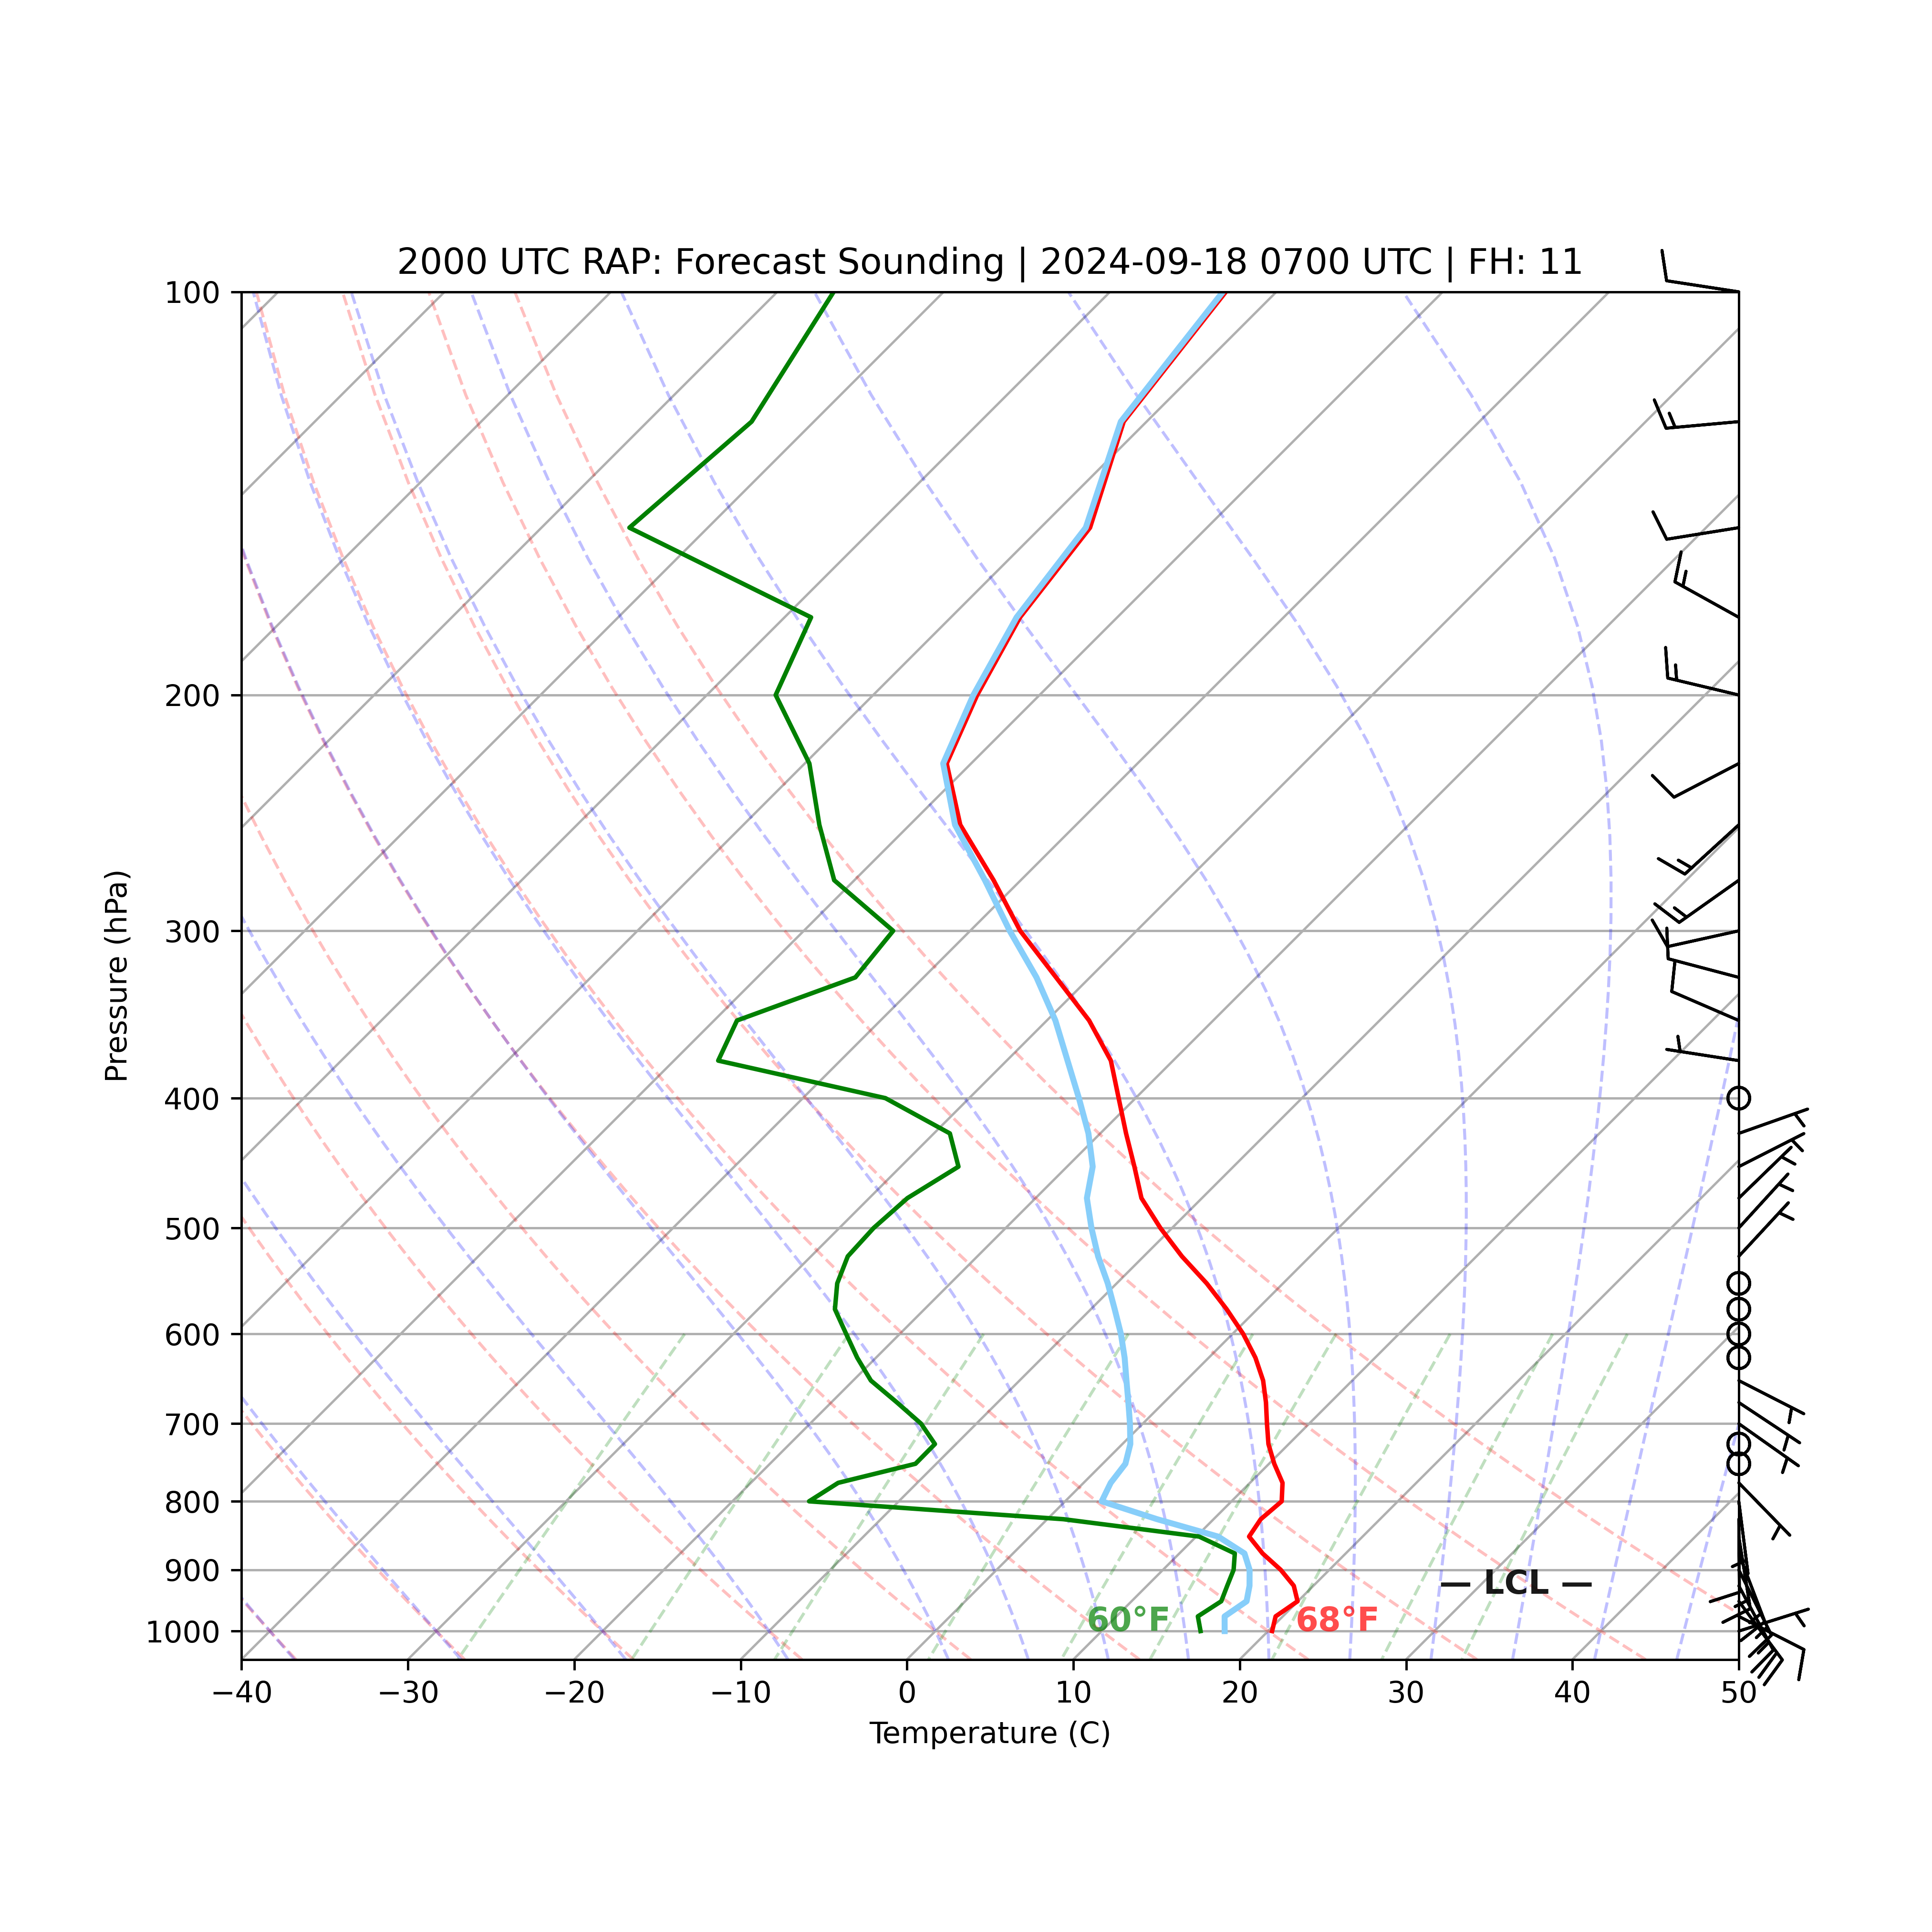 2000 UTC RAP: Forecast Sounding | 2024-09-18 0700 UTC | FH: 11
100
200
300
400
500
600
700
800
900
1000
Pressure (hPa)
— LCL —
60°F
68°F
−40 −30 −20 −10 0 10 20 30 40 50
Temperature (C)